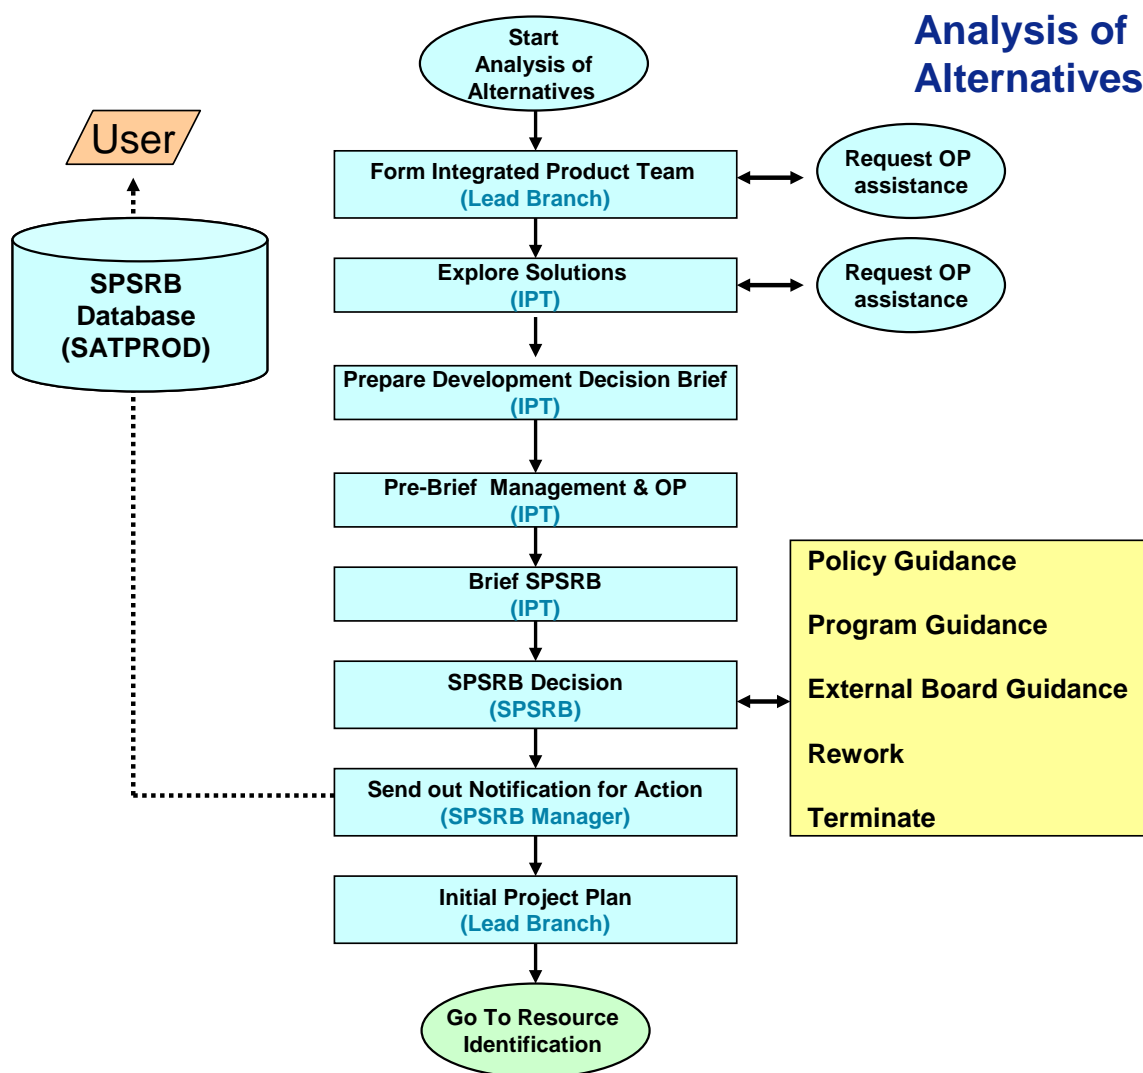 Analysis of
Alternatives
Start
Analysis of
Alternatives
User
Form Integrated Product Team
(Lead Branch)
Request OP
assistance
SPSRB
Database
(SATPROD)
Explore Solutions
(IPT)
Request OP
assistance
Prepare Development Decision Brief
(IPT)
Pre-Brief Management & OP
(IPT)
Brief SPSRB
(IPT)
SPSRB Decision
(SPSRB)
Policy Guidance
Program Guidance
External Board Guidance
Rework
Terminate
Send out Notification for Action
(SPSRB Manager)
Initial Project Plan
(Lead Branch)
Go To Resource
Identification